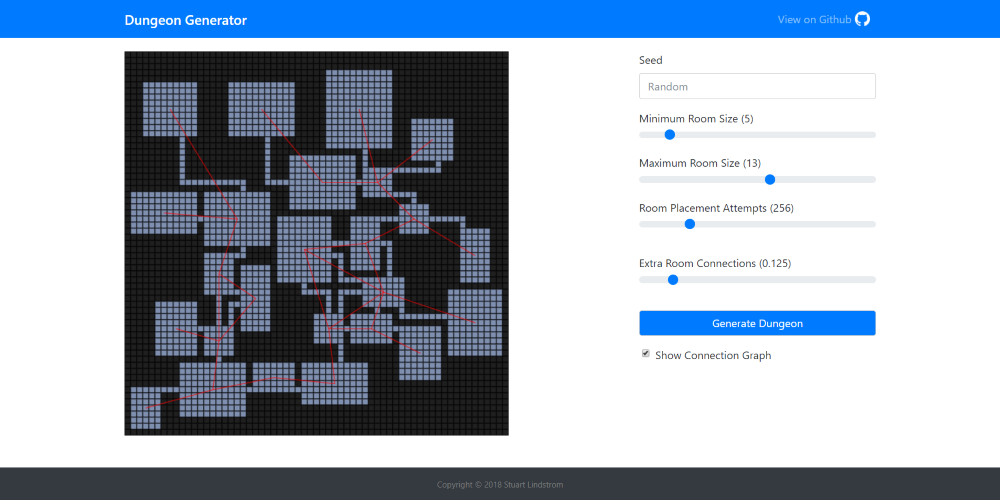 Dungeon Generator
View on Github
Seed
Random
Minimum Room Size (5)
Maximum Room Size (13)
Room Placement Attempts (256)
Extra Room Connections (0.125)
Generate Dungeon
Show Connection Graph
Copyright © 2018 Stuart Lindstrom